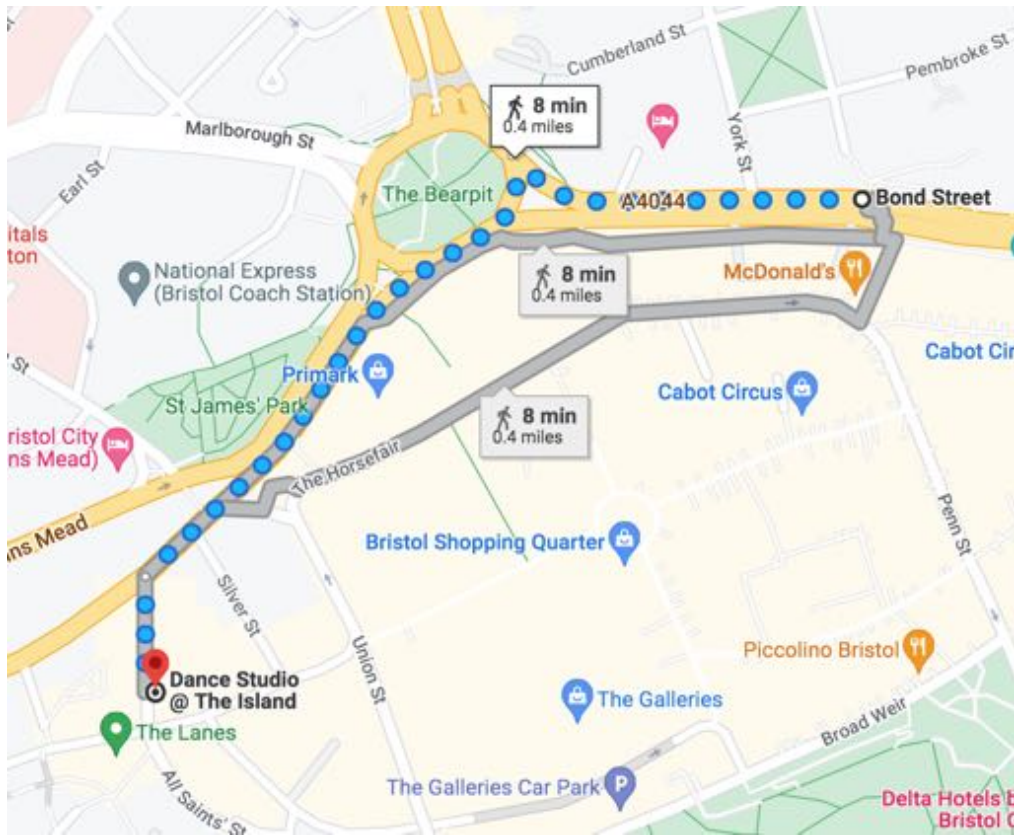 Cumberland St
Pembroke St
8 min
0.4 miles
York St
Marlborough St
Earl St
The Bearpit
A4044
Bond Street
itals
ton
National Express
(Bristol Coach Station)
8 min
0.4 miles
McDonald's
St
Primark
Cabot Cir
St James' Park
Cabot Circus
8 min
0.4 miles
ristol City
ns Mead)
The Horsefair
Penn St
ns Mead
Bristol Shopping Quarter
Silver St
Union St
Piccolino Bristol
Dance Studio
@ The Island
The Galleries
The Lanes
Broad Weir
All Saints' St
The Galleries Car Park
P
Delta Hotels b
Bristol C